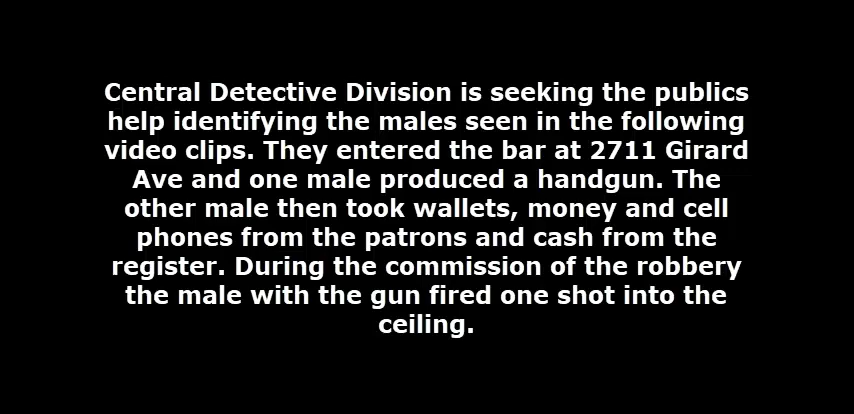 Central Detective Division is seeking the publics
help identifying the males seen in the following
video clips. They entered the bar at 2711 Girard
Ave and one male produced a handgun. The
other male then took wallets, money and cell
phones from the patrons and cash from the
register. During the commission of the robbery
the male with the gun fired one shot into the
ceiling.